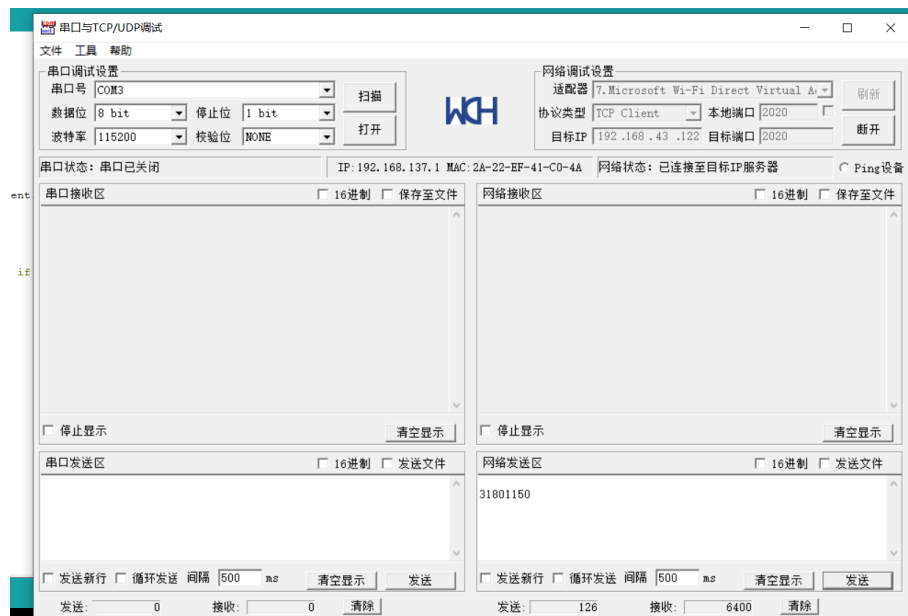 串口与TCP/UDP调试
文件 工具 帮助
串口调试设置
串口号 COM3 扫描
数据位 8 bit 停止位 1 bit
波特率 115200 校验位 NONE 打开
WCH
网络调试设置
适配器 7.Microsoft Wi-Fi Direct Virtual 刷新
协议类型 TCP Client 本地端口 2020
目标IP 192.168.43.122 目标端口 2020 断开
串口状态: 串口已关闭 IP:192.168.137.1 MAC:2A-22-EF-41-C0-4A 网络状态: 已连接至目标IP服务器 Ping设备
ent
if
串口接收区 16进制 保存至文件
网络接收区 16进制 保存至文件
停止显示 清空显示
停止显示 清空显示
串口发送区 16进制 发送文件
网络发送区 16进制 发送文件
31801150
发送新行 循环发送 间隔 500 ms 清空显示 发送
发送新行 循环发送 间隔 500 ms 清空显示 发送
发送: 0 接收: 0 清除
发送: 126 接收: 6400 清除